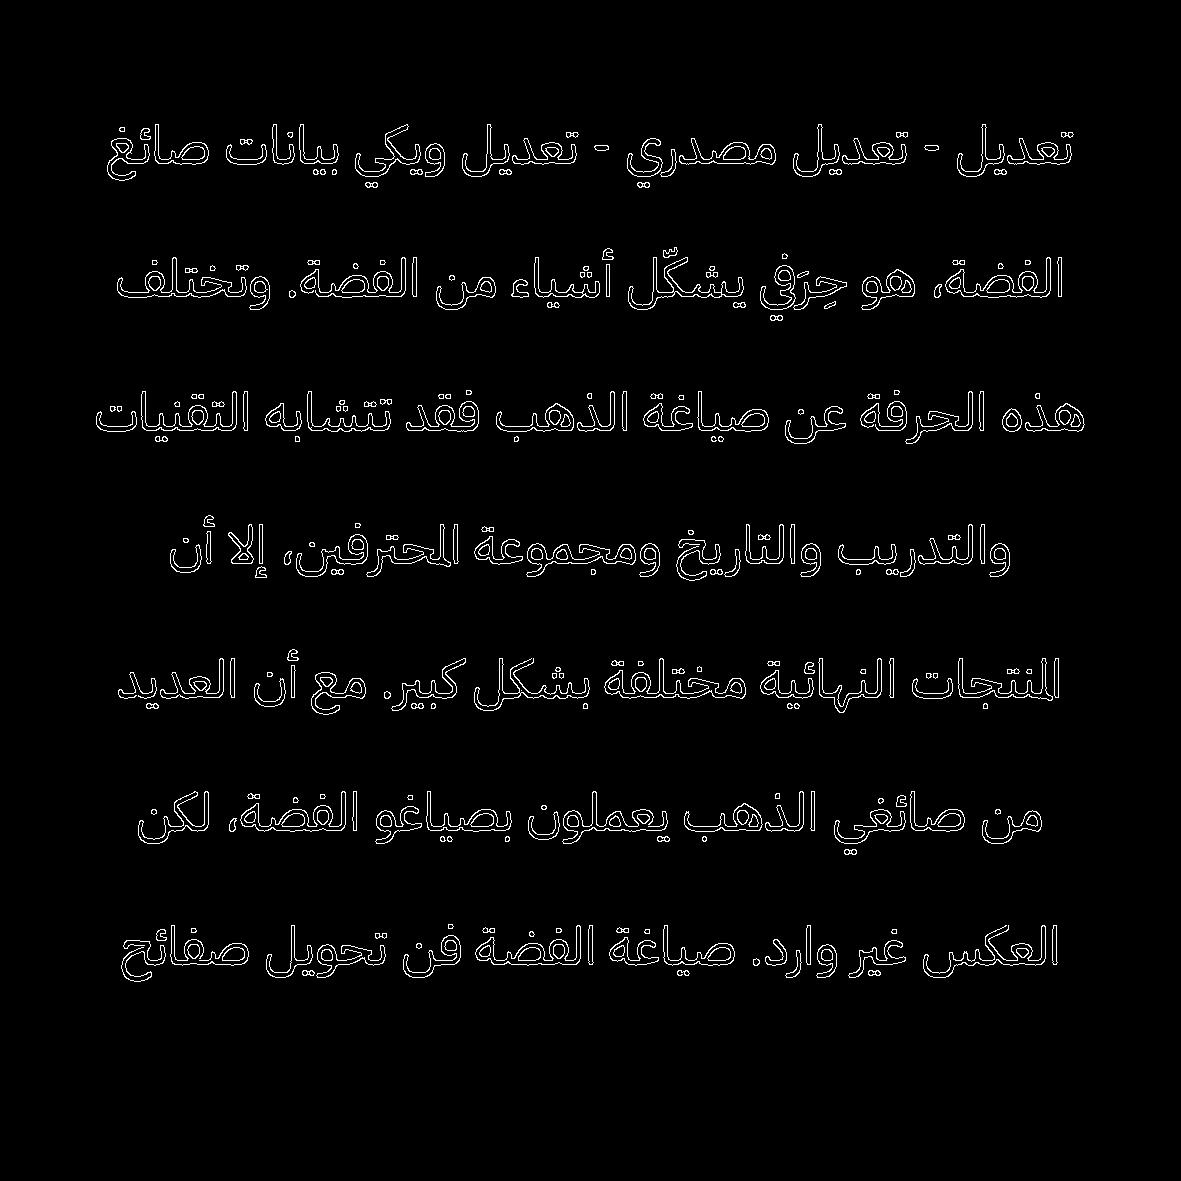 تعديل - تعديل مصدري - تعديل ويكي بيانات صائغ
الفضة، هو حِرَفي يشكّل أشياء من الفضة. وتختلف
هذه الحرفة عن صياغة الذهب فقد تتشابه التقنيات
والتدريب والتاريخ ومجموعة المحترفين، إلا أن
المنتجات النهائية مختلفة بشكل كبير. مع أن العديد
من صائغي الذهب يعملون بصياغو الفضة، لكن
العكس غير وارد. صياغة الفضة فن تحويل صفائح